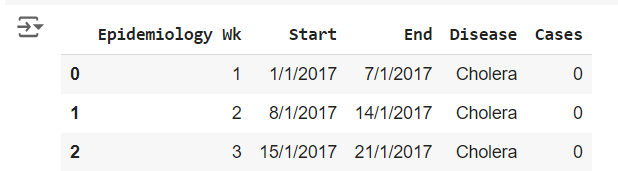 Epidemiology Wk Start End Disease Cases
0 1 1/1/2017 7/1/2017 Cholera 0
1 2 8/1/2017 14/1/2017 Cholera 0
2 3 15/1/2017 21/1/2017 Cholera 0